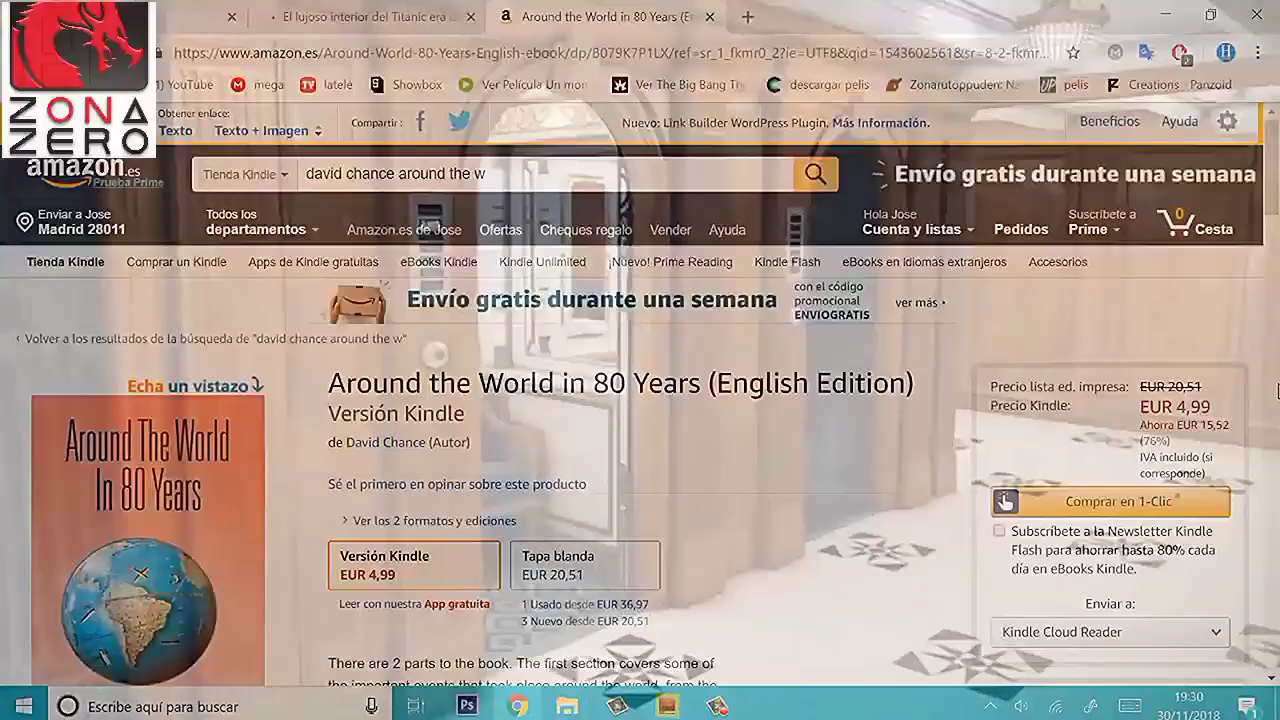 El lujoso interior del Titanic era
Around the World in 80 Years (En
https://www.amazon.es/Around-World-80-Years-English-ebook/dp/B079K7P1LX/ref=sr_1_fkmr0_2?ie=UTF8&qid=1543602561&sr=8-2-fkmr...
YouTube
mega
latele
Showbox
Ver Película Un mon
Ver The Big Bang Th
descargar pelis
Zonarutoppuden: N
pelis
Creations
Panzoid
ZONA
ZERO
Obtener enlace:
Texto
Texto + Imagen
Compartir:
Nuevo: Link Builder WordPress Plugin. Más Información.
Beneficios
Ayuda
amazon.es
Prueba Prime
Tienda Kindle
david chance around the w
Envío gratis durante una semana
Enviar a Jose
Madrid 28011
Todos los
departamentos
Amazon.es de Jose
Ofertas
Cheques regalo
Vender
Ayuda
Hola Jose
Cuenta y listas
Pedidos
Suscríbete a
Prime
0
Cesta
Tienda Kindle
Comprar un Kindle
Apps de Kindle gratuitas
eBooks Kindle
Kindle Unlimited
¡Nuevo! Prime Reading
Kindle Flash
eBooks en idiomas extranjeros
Accesorios
Envío gratis durante una semana
con el código
promocional
ENVIOGRATIS
ver más ›
‹ Volver a los resultados de la búsqueda de "david chance around the w"
Echa un vistazo
Around The World
In 80 Years
Around the World in 80 Years (English Edition)
Versión Kindle
de David Chance (Autor)
Sé el primero en opinar sobre este producto
Ver los 2 formatos y ediciones
Versión Kindle
EUR 4,99
Tapa blanda
EUR 20,51
Leer con nuestra App gratuita
1 Usado desde EUR 36,97
3 Nuevo desde EUR 20,51
There are 2 parts to the book. The first section covers some of
the important events that took place around the world, from the
Precio lista ed. impresa: EUR 20,51
Precio Kindle: EUR 4,99
Ahorra EUR 15,52
(76%)
IVA incluido (si
corresponde)
Comprar en 1-Clic®
Subscríbete a la Newsletter Kindle
Flash para ahorrar hasta 80% cada
día en eBooks Kindle.
Enviar a:
Kindle Cloud Reader
Escribe aquí para buscar
Ps
19:30
30/11/2018